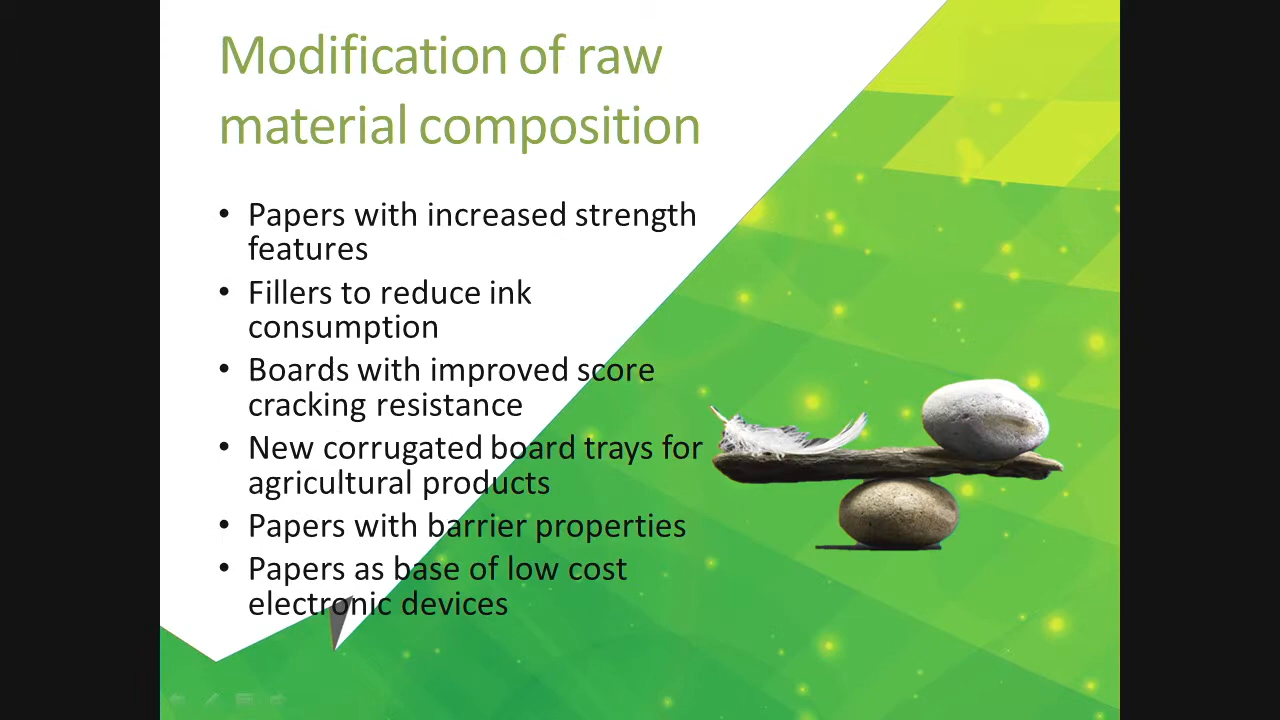 Modification of raw
material composition
• Papers with increased strength
features
• Fillers to reduce ink
consumption
• Boards with improved score
cracking resistance
• New corrugated board trays for
agricultural products
• Papers with barrier properties
• Papers as base of low cost
electronic devices